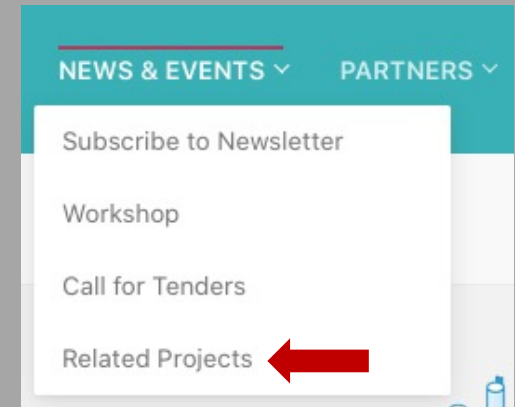 NEWS & EVENTS PARTNERS
Subscribe to Newsletter
Workshop
Call for Tenders
Related Projects